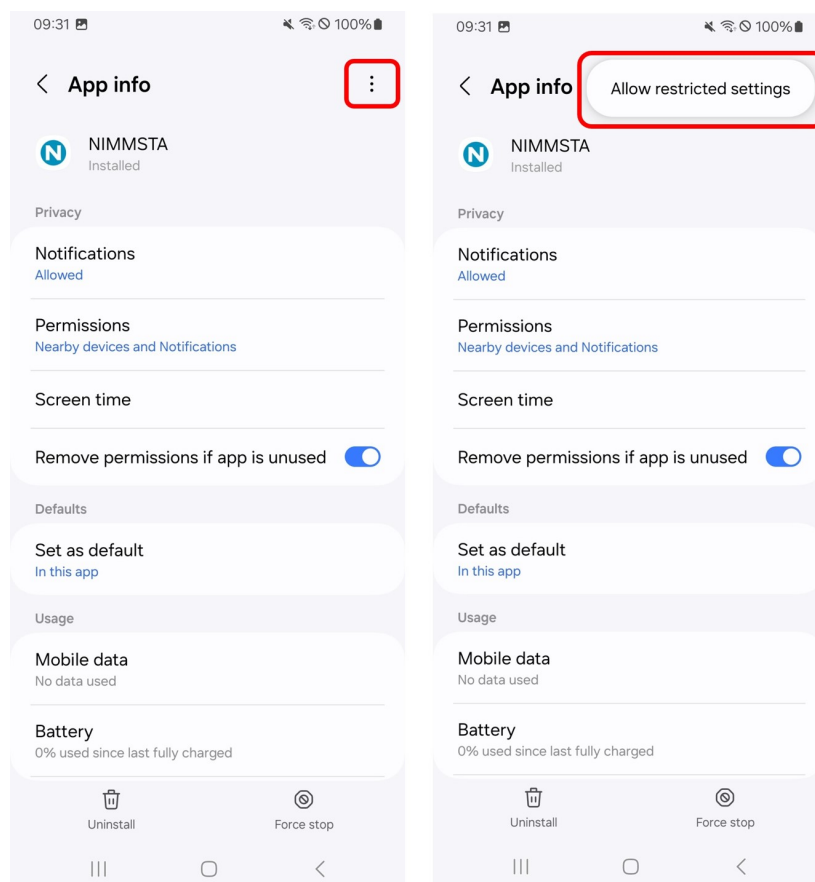 09:31 100%
App info
NIMMSTA
Installed
Privacy
Notifications
Allowed
Permissions
Nearby devices and Notifications
Screen time
Remove permissions if app is unused
Defaults
Set as default
In this app
Usage
Mobile data
No data used
Battery
0% used since last fully charged
Uninstall Force stop
09:31 100%
App info Allow restricted settings
NIMMSTA
Installed
Privacy
Notifications
Allowed
Permissions
Nearby devices and Notifications
Screen time
Remove permissions if app is unused
Defaults
Set as default
In this app
Usage
Mobile data
No data used
Battery
0% used since last fully charged
Uninstall Force stop